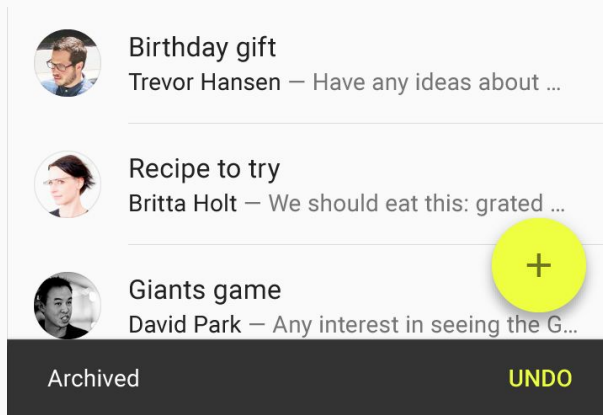 Birthday gift
Trevor Hansen — Have any ideas about …
Recipe to try
Britta Holt — We should eat this: grated …
Giants game
David Park — Any interest in seeing the G…
Archived UNDO